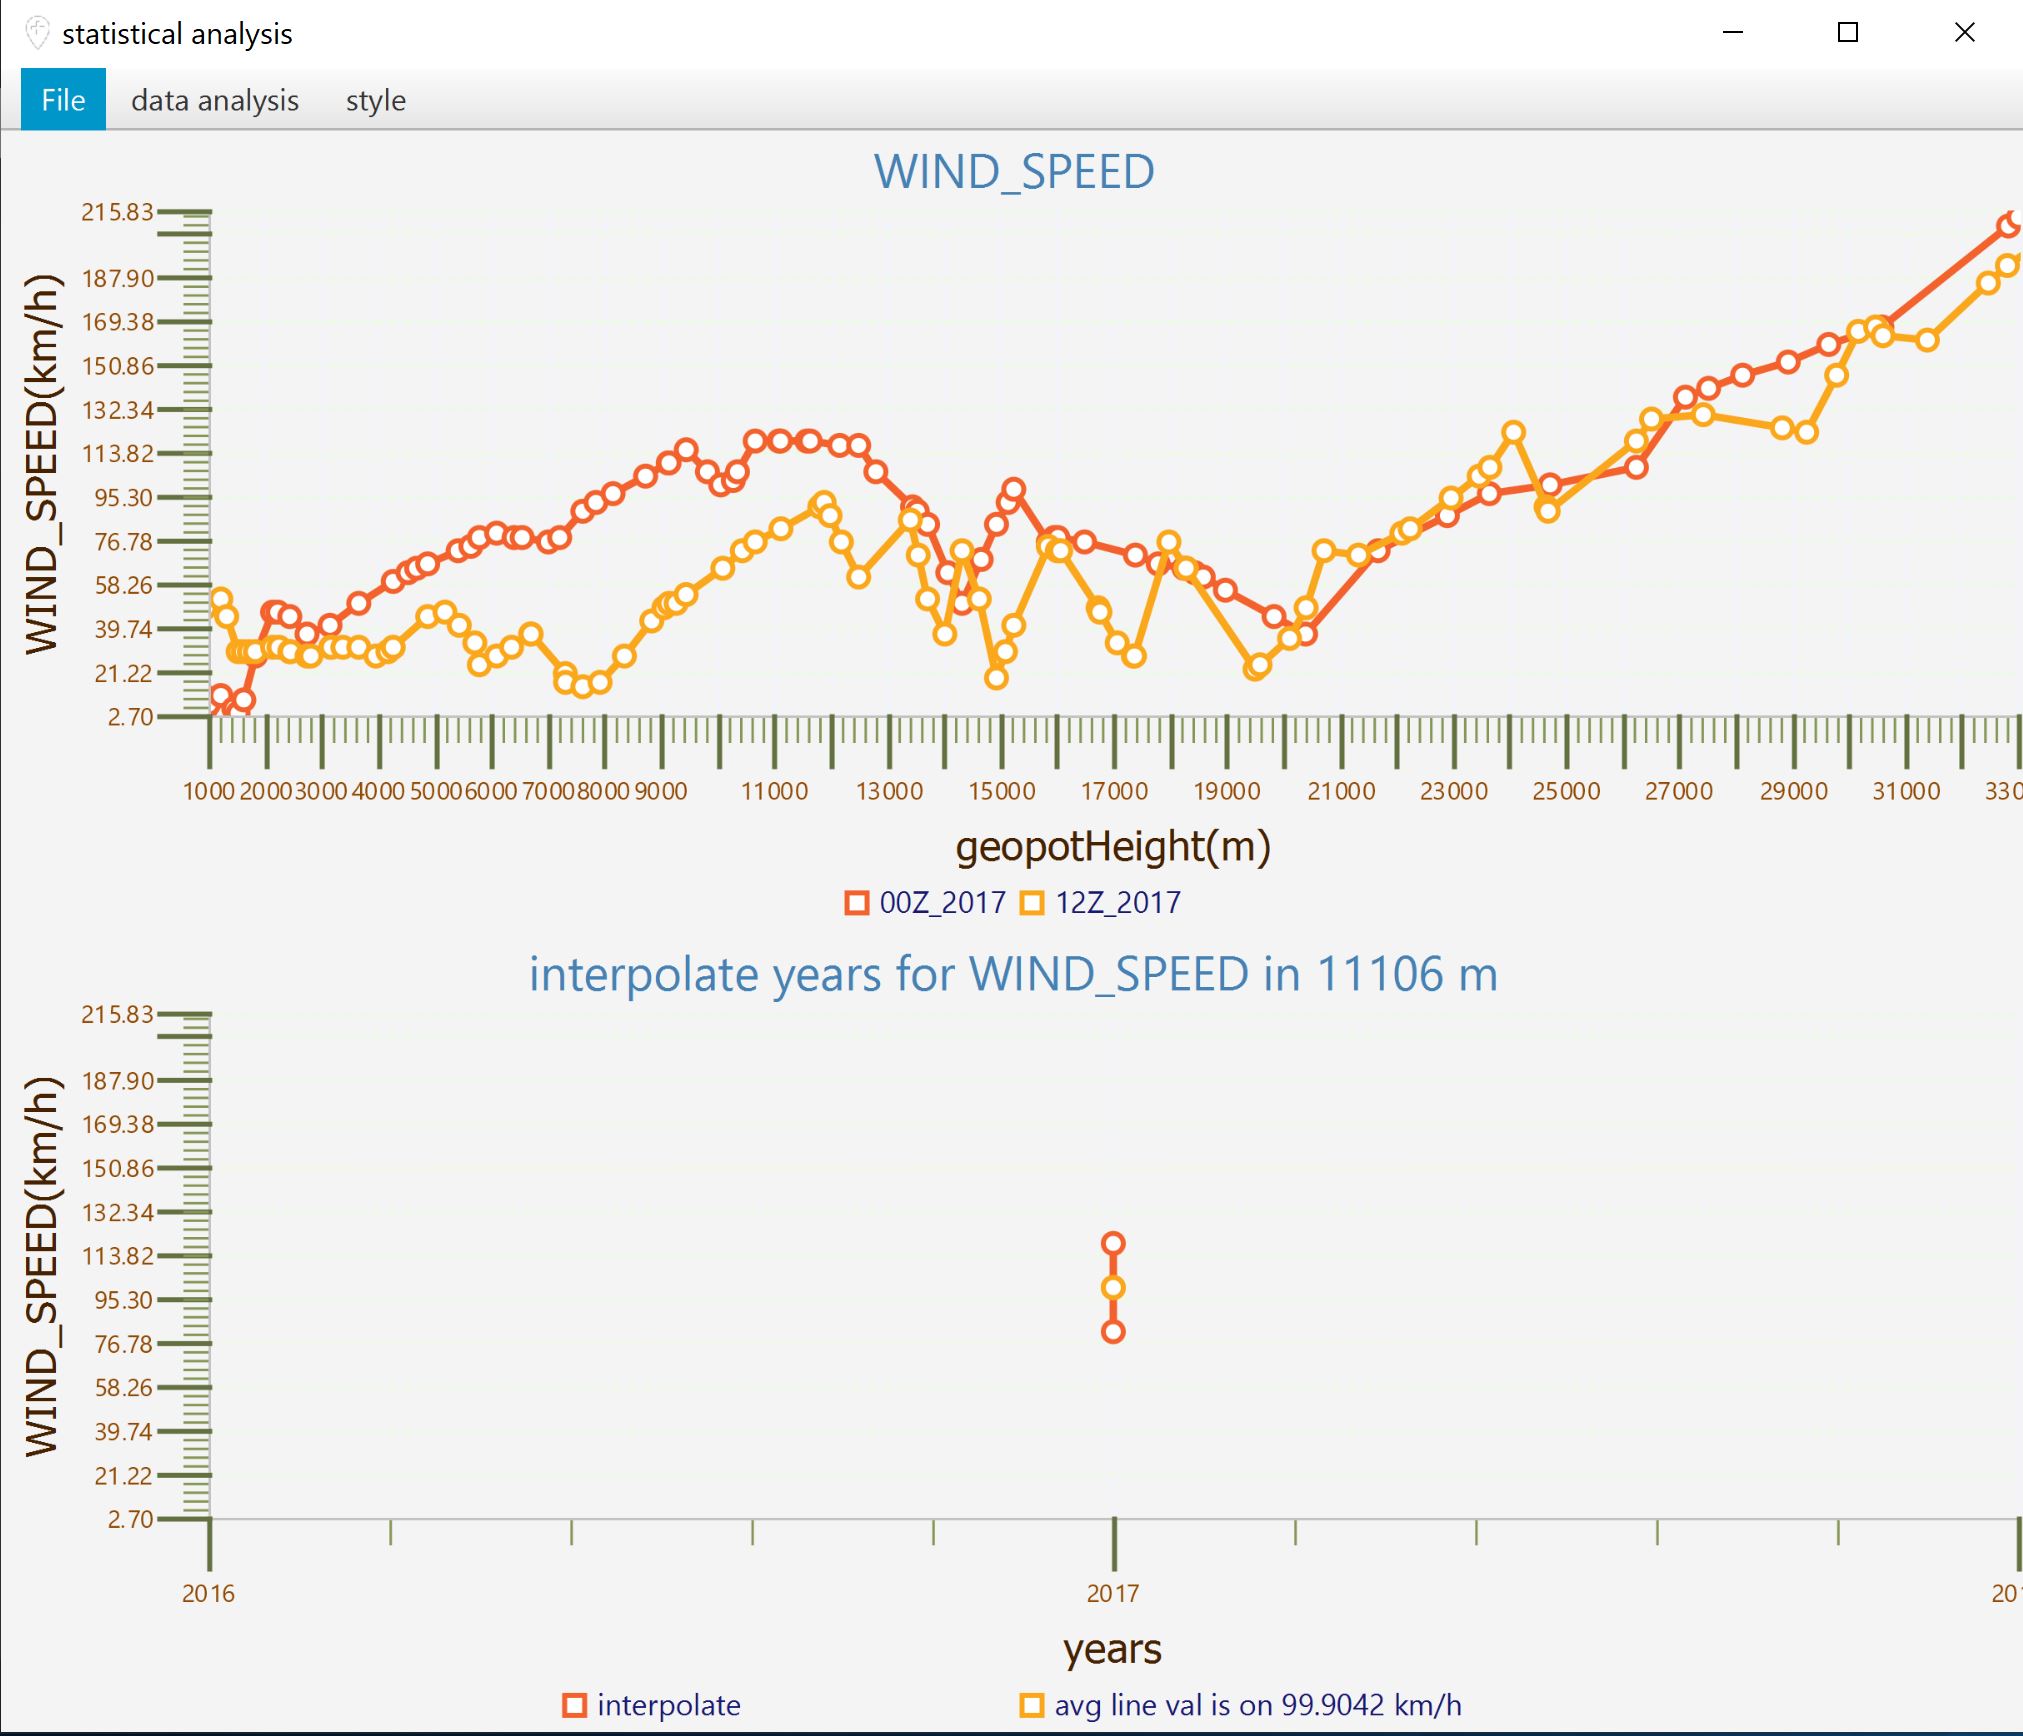 statistical analysis
File data analysis style
WIND_SPEED
215.83
187.90
169.38
150.86
132.34
113.82
95.30
76.78
58.26
39.74
21.22
2.70
WIND_SPEED(km/h)
1000 2000 3000 4000 5000 6000 7000 8000 9000 11000 13000 15000 17000 19000 21000 23000 25000 27000 29000 31000 330
geopotHeight(m)
00Z_2017 12Z_2017
interpolate years for WIND_SPEED in 11106 m
215.83
187.90
169.38
150.86
132.34
113.82
95.30
76.78
58.26
39.74
21.22
2.70
WIND_SPEED(km/h)
2016 2017 20
years
interpolate avg line val is on 99.9042 km/h